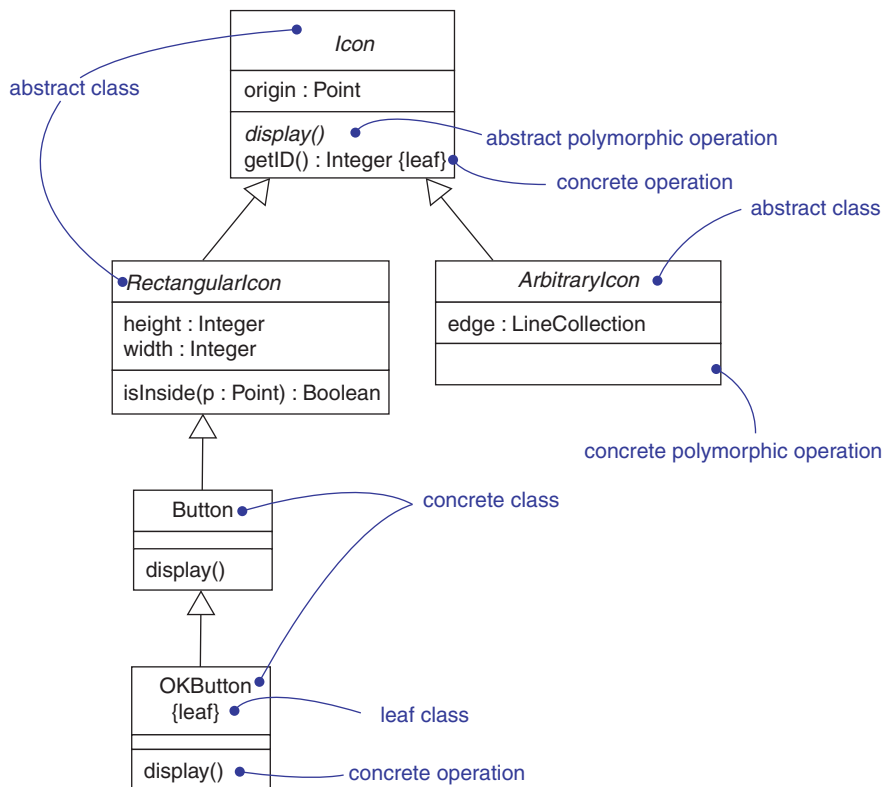 Icon
abstract class
origin : Point
display()
abstract polymorphic operation
getID() : Integer {leaf}
concrete operation
abstract class
RectangularIcon
ArbitraryIcon
height : Integer
width : Integer
edge : LineCollection
isInside(p : Point) : Boolean
concrete polymorphic operation
Button
concrete class
display()
OKButton
{leaf}
leaf class
display()
concrete operation